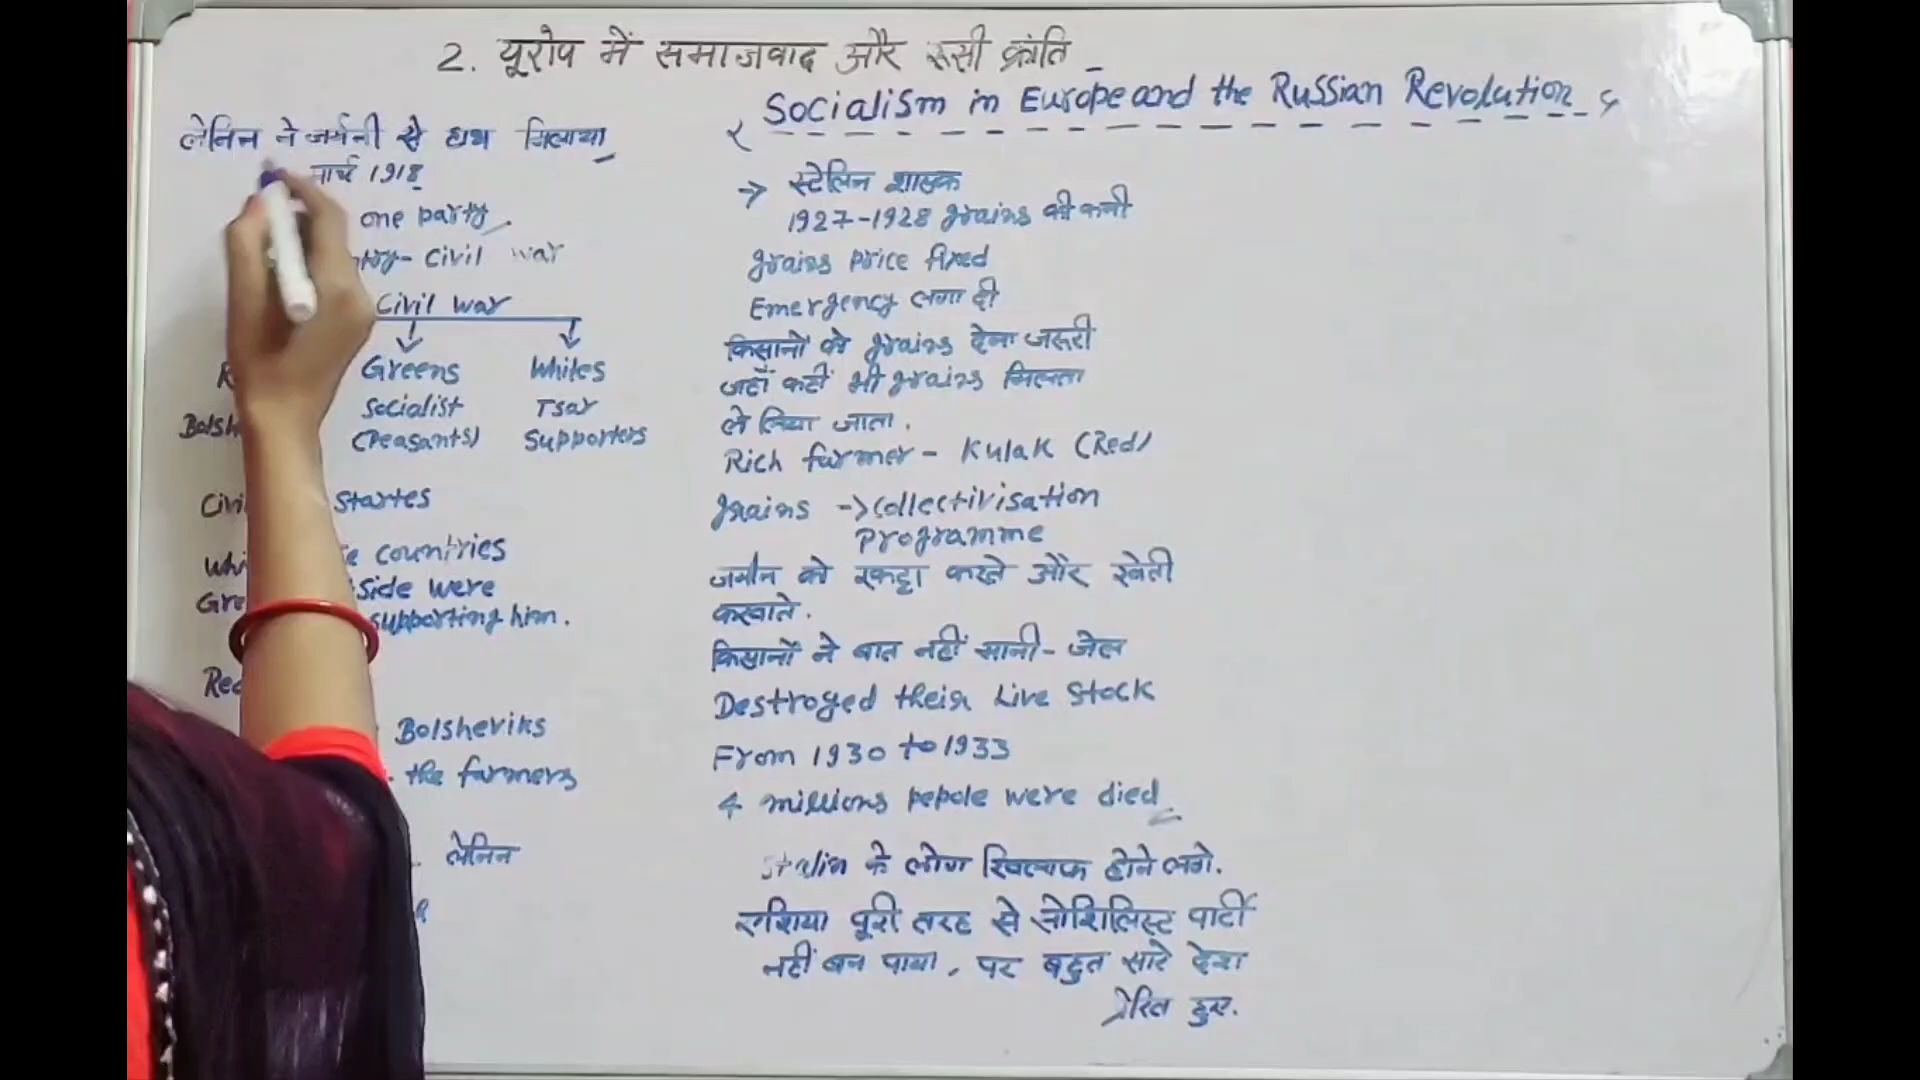 2. यूरोप में समाजवाद और रूसी क्रांति
Socialism in Europe and the Russian Revolution
लेनिन ने जर्मनी से हाथ मिलाया
मार्च 1918
one party
Civil war
Civil war
Greens Whites
Socialist Tsar
(Peasants) Supporters
Startes
countries
side were
supporting him.
Bolsheviks
the farmers
लेनिन
→ स्टेलिन शासक
1927-1928 grains की कमी
grains price fixed
Emergency लगा दी
किसानों को grains देना जरूरी
जहाँ कहीं भी grains मिलता
ले लिया जाता.
Rich farmer - Kulak (Red)
grains → collectivisation
Programme
जमीन को इकट्ठा करते और खेती
करवाते.
किसानों ने बात नहीं मानी - जेल
Destroyed their Live Stock
From 1930 to 1933
4 millions pepole were died
Stalin के लोग खिलाफ होने लगे.
रशिया पूरी तरह से सोशिलिस्ट पार्टी
नहीं बन पाया, पर बहुत सारे देश
प्रेरित हुए.